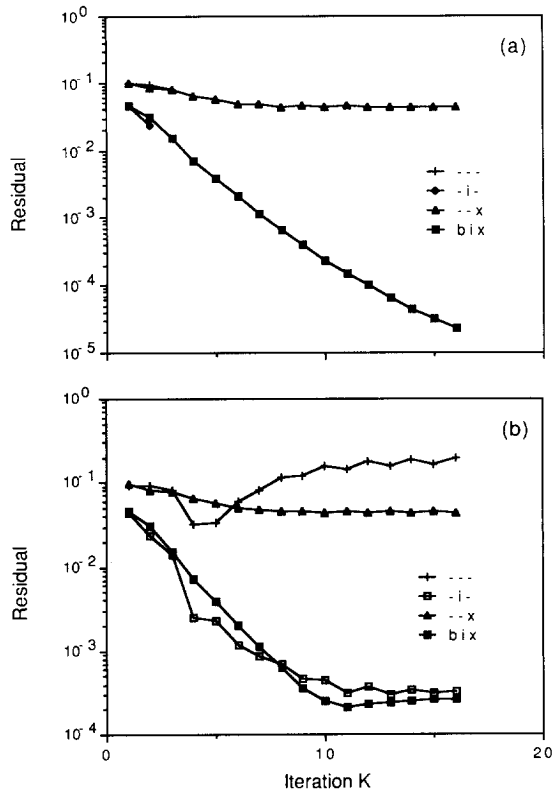 10^0
(a)
10^-1
10^-2
10^-3
10^-4
10^-5
Residual
- - -
- i -
- - x
b i x
10^0
(b)
10^-1
10^-2
10^-3
10^-4
Residual
- - -
- i -
- - x
b i x
0
10
20
Iteration K